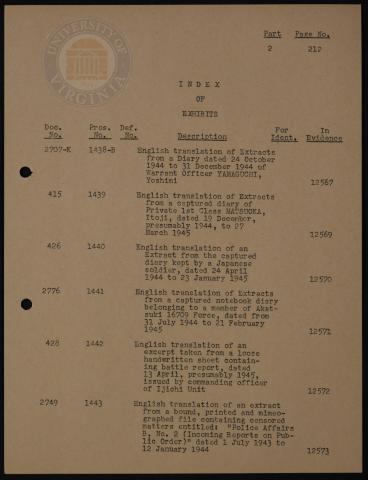 UNIVERSITY OF VIRGINIA
Part Page No.
2 212
I N D E X
OF
EXHIBITS
Doc. Pros. Def. For In
No. No. No. Description Ident. Evidence
2707-K 1438-B English translation of Extracts
from a Diary dated 24 October
1944 to 31 December 1944 of
Warrant Officer YAMAGUCHI,
Yoshimi 12567
415 1439 English translation of Extracts
from a captured diary of
Private 1st Class MATSUOKA,
Itoji, dated 19 December,
presumably 1944, to 27
March 1945 12569
426 1440 English translation of an
Extract from the captured
diary kept by a Japanese
soldier, dated 24 April
1944 to 23 January 1945 12570
2776 1441 English translation of Extracts
from a captured notebook diary
belonging to a member of Akat-
suki 16709 Force, dated from
31 July 1944 to 21 February
1945 12571
428 1442 English translation of an
excerpt taken from a loose
handwritten sheet contain-
ing battle report, dated
13 April, presumably 1945,
issued by commanding officer
of Ijichi Unit 12572
2749 1443 English translation of an extract
from a bound, printed and mimeo-
graphed file containing censored
matters entitled: "Police Affairs
B, No. 2 (Incoming Reports on Pub-
lic Order)" dated 1 July 1943 to
12 January 1944 12573